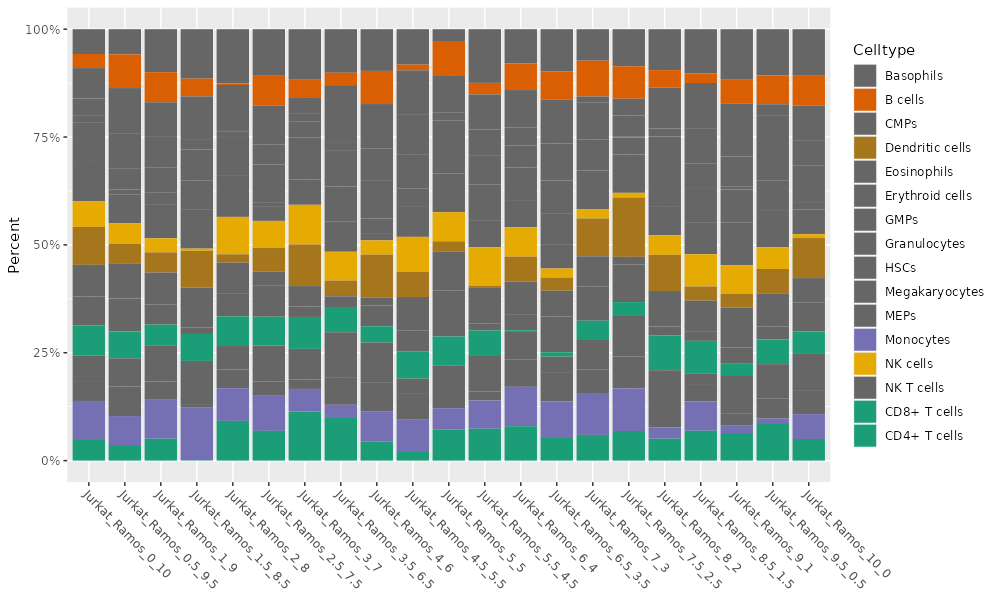 100%
75%
50%
25%
0%
Percent
Jurkat_Ramos_0_10
Jurkat_Ramos_0.5_9.5
Jurkat_Ramos_1_9
Jurkat_Ramos_1.5_8.5
Jurkat_Ramos_2_8
Jurkat_Ramos_2.5_7.5
Jurkat_Ramos_3_7
Jurkat_Ramos_3.5_6.5
Jurkat_Ramos_4_6
Jurkat_Ramos_4.5_5.5
Jurkat_Ramos_5_5
Jurkat_Ramos_5.5_4.5
Jurkat_Ramos_6_4
Jurkat_Ramos_6.5_3.5
Jurkat_Ramos_7_3
Jurkat_Ramos_7.5_2.5
Jurkat_Ramos_8_2
Jurkat_Ramos_8.5_1.5
Jurkat_Ramos_9_1
Jurkat_Ramos_9.5_0.5
Jurkat_Ramos_10_0
Celltype
Basophils
B cells
CMPs
Dendritic cells
Eosinophils
Erythroid cells
GMPs
Granulocytes
HSCs
Megakaryocytes
MEPs
Monocytes
NK cells
NK T cells
CD8+ T cells
CD4+ T cells